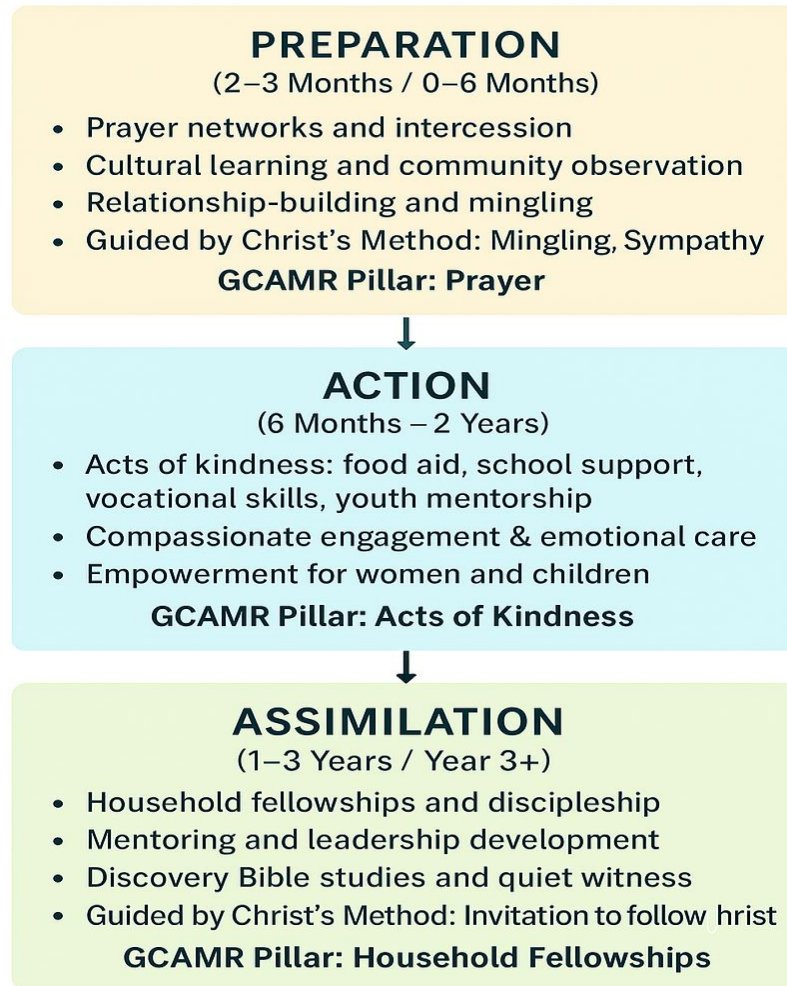 PREPARATION
(2–3 Months / 0–6 Months)
• Prayer networks and intercession
• Cultural learning and community observation
• Relationship-building and mingling
• Guided by Christ's Method: Mingling, Sympathy
GCAMR Pillar: Prayer
ACTION
(6 Months – 2 Years)
• Acts of kindness: food aid, school support,
vocational skills, youth mentorship
• Compassionate engagement & emotional care
• Empowerment for women and children
GCAMR Pillar: Acts of Kindness
ASSIMILATION
(1–3 Years / Year 3+)
• Household fellowships and discipleship
• Mentoring and leadership development
• Discovery Bible studies and quiet witness
• Guided by Christ's Method: Invitation to follow hrist
GCAMR Pillar: Household Fellowships